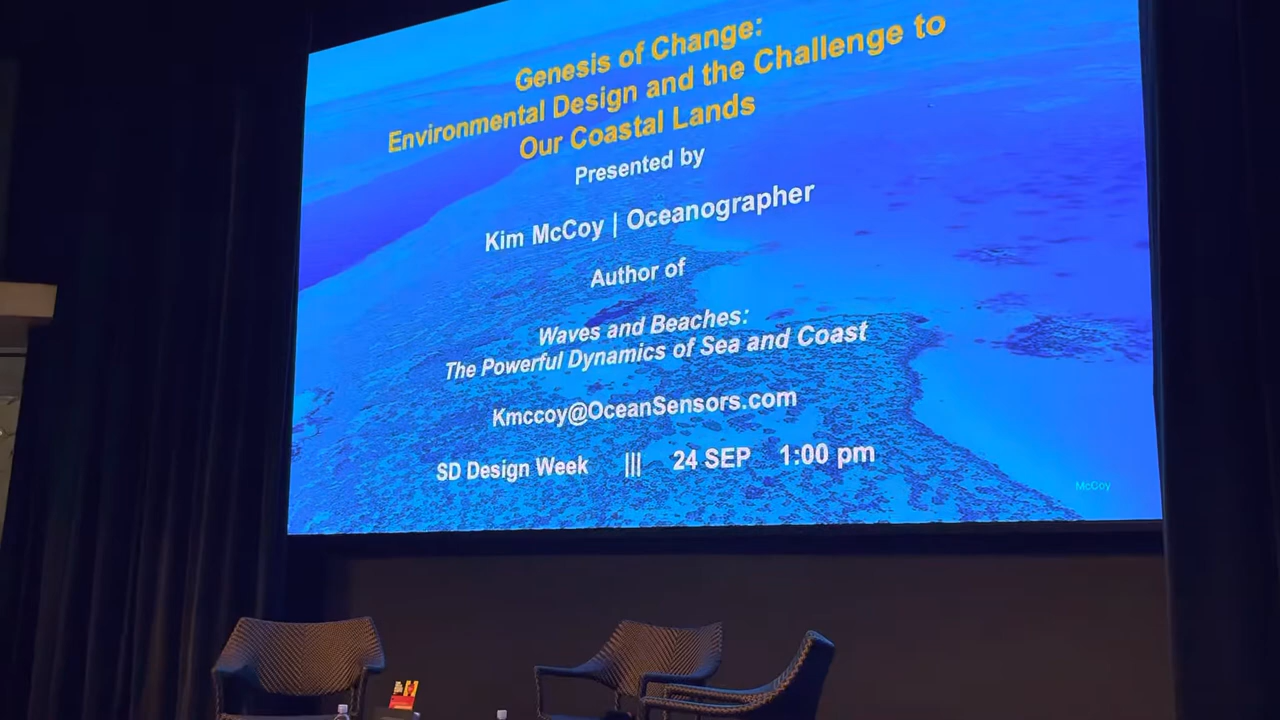 Genesis of Change:
Environmental Design and the Challenge to
Our Coastal Lands
Presented by
Kim McCoy | Oceanographer
Author of
Waves and Beaches:
The Powerful Dynamics of Sea and Coast
Kmccoy@OceanSensors.com
SD Design Week ||| 24 SEP 1:00 pm
McCoy